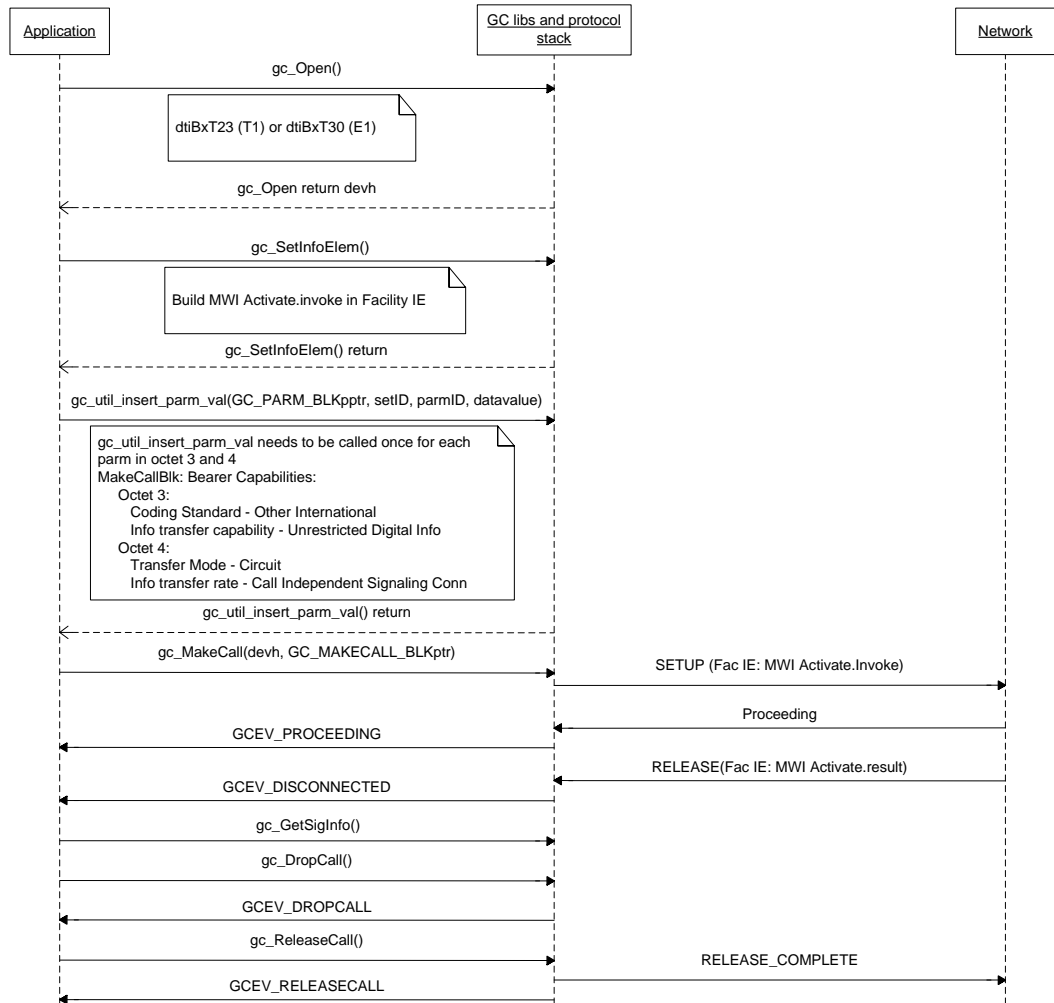 Application
GC libs and protocol
stack
Network
gc_Open()
dtiBxT23 (T1) or dtiBxT30 (E1)
gc_Open return devh
gc_SetInfoElem()
Build MWI Activate.invoke in Facility IE
gc_SetInfoElem() return
gc_util_insert_parm_val(GC_PARM_BLKpptr, setID, parmID, datavalue)
gc_util_insert_parm_val needs to be called once for each
parm in octet 3 and 4
MakeCallBlk: Bearer Capabilities:
Octet 3:
Coding Standard - Other International
Info transfer capability - Unrestricted Digital Info
Octet 4:
Transfer Mode - Circuit
Info transfer rate - Call Independent Signaling Conn
gc_util_insert_parm_val() return
gc_MakeCall(devh, GC_MAKECALL_BLKptr)
SETUP (Fac IE: MWI Activate.Invoke)
Proceeding
GCEV_PROCEEDING
RELEASE(Fac IE: MWI Activate.result)
GCEV_DISCONNECTED
gc_GetSigInfo()
gc_DropCall()
GCEV_DROPCALL
gc_ReleaseCall()
RELEASE_COMPLETE
GCEV_RELEASECALL